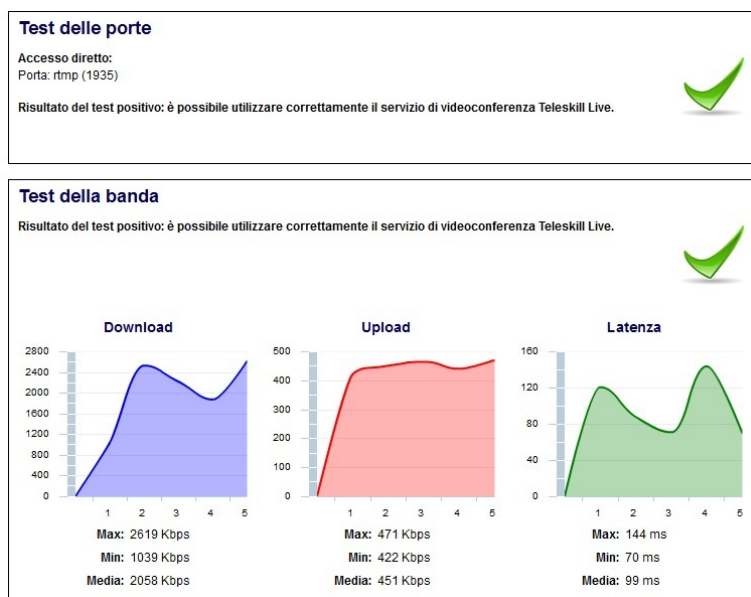 Test delle porte
Accesso diretto:
Porta: rtmp (1935)
Risultato del test positivo: è possibile utilizzare correttamente il servizio di videoconferenza Teleskill Live.
Test della banda
Risultato del test positivo: è possibile utilizzare correttamente il servizio di videoconferenza Teleskill Live.
Download
2800
2400
2000
1600
1200
800
400
0
1 2 3 4 5
Max: 2619 Kbps
Min: 1039 Kbps
Media: 2058 Kbps
Upload
500
400
300
200
100
0
1 2 3 4 5
Max: 471 Kbps
Min: 422 Kbps
Media: 451 Kbps
Latenza
160
120
80
40
0
1 2 3 4 5
Max: 144 ms
Min: 70 ms
Media: 99 ms